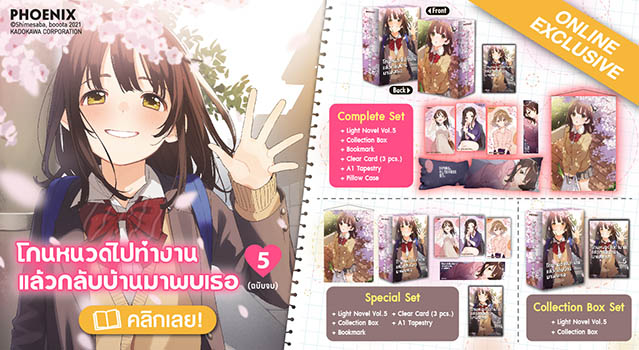 PHOENIX
©Shimesaba, booota 2021
KADOKAWA CORPORATION
โกนหนวดไปทำงาน
แล้วกลับบ้านมาพบเธอ
5
(ฉบับจบ)
คลิกเลย!
ONLINE
EXCLUSIVE
Front
Back
Complete Set
+ Light Novel Vol.5
+ Collection Box
+ Bookmark
+ Clear Card (3 pcs.)
+ A1 Tapestry
+ Pillow Case
Special Set
+ Light Novel Vol.5 + Clear Card (3 pcs.)
+ Collection Box + A1 Tapestry
+ Bookmark
Collection Box Set
+ Light Novel Vol.5
+ Collection Box